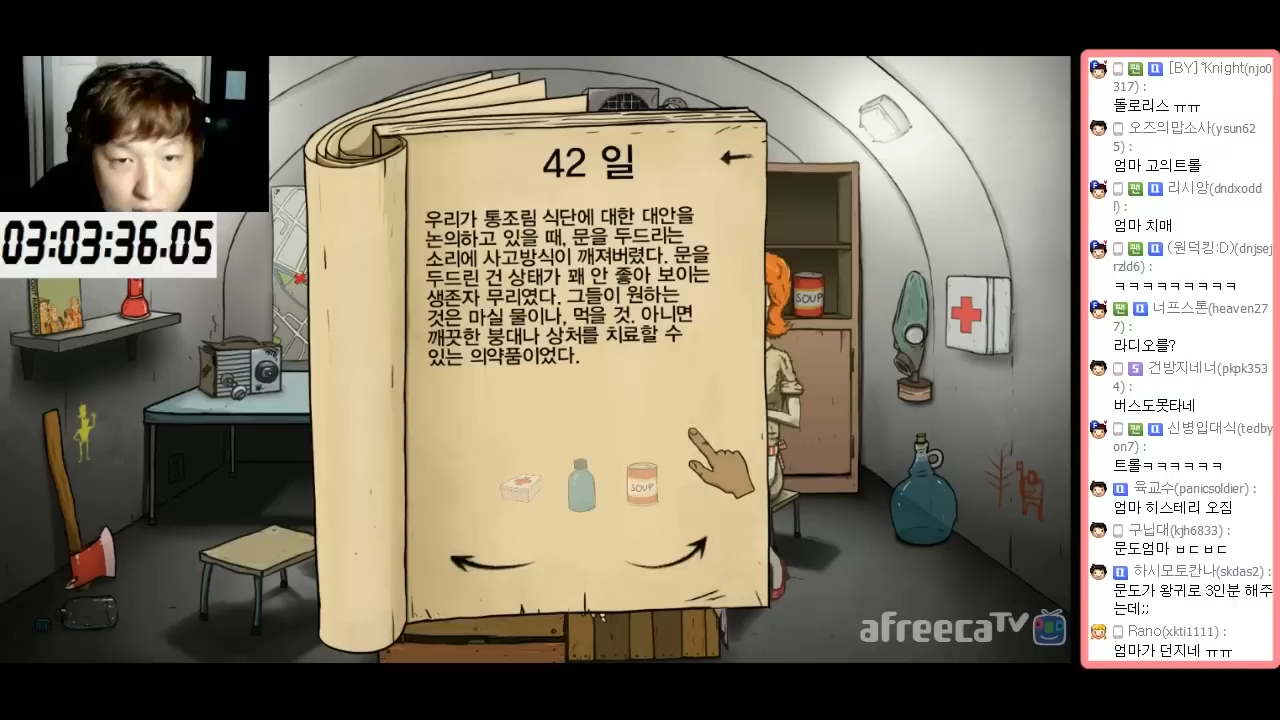 03:03:36.05
42 일
우리가 통조림 식단에 대한 대안을
논의하고 있을 때, 문을 두드리는
소리에 사고방식이 깨져버렸다. 문을
두드린 건 상태가 꽤 안 좋아 보이는
생존자 무리였다. 그들이 원하는
것은 마실 물이나, 먹을 것. 아니면
깨끗한 붕대나 상처를 치료할 수
있는 의약품이었다.
SOUP
SOUP
afreecaTV
팬 [BY]*Knight(njo0
317) :
돌로리스 ㅠㅠ
오즈의맙소사(ysun62
5) :
엄마 고의트롤
팬 리시앙(dndxodd
l) :
엄마 치매
팬 (원덕킹:D)(dnjsej
rzld6) :
ㅋㅋㅋㅋㅋㅋㅋㅋㅋ
팬 너프스톤(heaven27
7) :
라디오를?
S 건방지네너(pkpk353
4) :
버스도못타네
팬 신병입대식(tedby
on7) :
트롤ㅋㅋㅋㅋㅋㅋ
육교수(panicsoldier) :
엄마 히스테리 오짐
구닙대(kjh6833) :
문도엄마 ㅂㄷㅂㄷ
하시모토칸나(skdas2) :
문도가 왕귀로 3인분 해주
는데;;
Rano(xkti1111) :
엄마가 던지네 ㅠㅠ